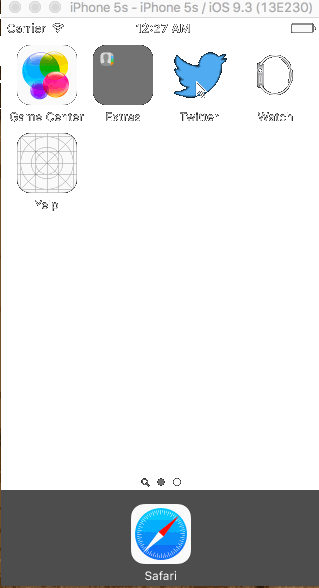 iPhone 5s - iPhone 5s / iOS 9.3 (13E230)
Carrier 12:27 AM
Game Center Extras Twitter Watch
Yelp
Safari